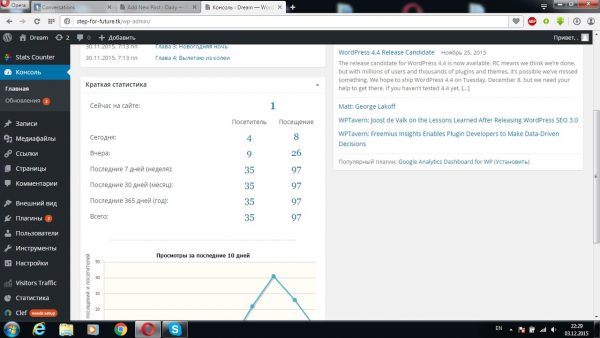 Opera
Conversations
Add New Post ‹ Daily —
Консоль ‹ Dream — Wo
step-for-future.tk/wp-admin/
Dream
2
0
Добавить
Привет,
Stats Counter
Консоль
Главная
Обновления 2
Записи
Медиафайлы
Ссылки
Страницы
Комментарии
Внешний вид
Плагины 2
Пользователи
Инструменты
Настройки
Visitors Traffic
Статистика
Clef needs setup
30.11.2015, 7:13 пп Глава 3: Новогодняя ночь
30.11.2015, 7:13 пп Глава 4: Вылетаю из колеи
Краткая статистика
Сейчас на сайте: 1
Посетитель Посещение
Сегодня: 4 8
Вчера: 9 26
Последние 7 дней (неделя): 35 97
Последние 30 дней (месяц): 35 97
Последние 365 дней (год): 35 97
Всего: 35 97
Просмотры за последние 10 дней
посещений и посетителей
50
40
30
20
WordPress 4.4 Release Candidate Ноябрь 25, 2015
The release candidate for WordPress 4.4 is now available. RC means we think we're done,
but with millions of users and thousands of plugins and themes, it's possible we've missed
something. We hope to ship WordPress 4.4 on Tuesday, December 8, but we need your
help to get there. If you haven't tested 4.4 yet, […]
Matt: George Lakoff
WPTavern: Joost de Valk on the Lessons Learned After Releasing WordPress SEO 3.0
WPTavern: Freemius Insights Enables Plugin Developers to Make Data-Driven
Decisions
Популярный плагин: Google Analytics Dashboard for WP (Установить)
EN
22:29
03.12.2015